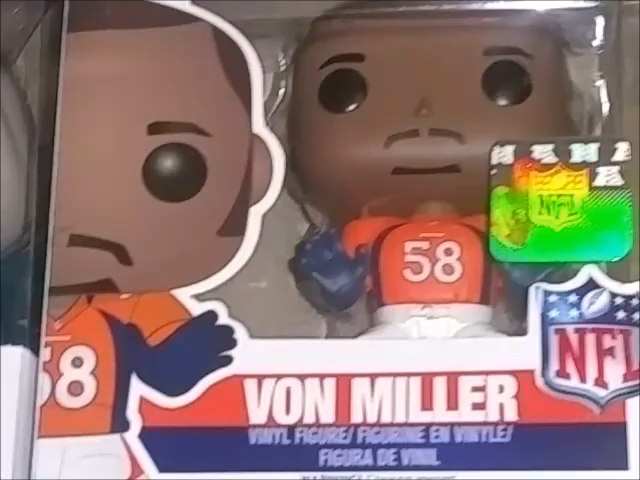 58
NFL
58
NFL
VON MILLER
VINYL FIGURE/ FIGURINE EN VINYLE/
FIGURA DE VINIL